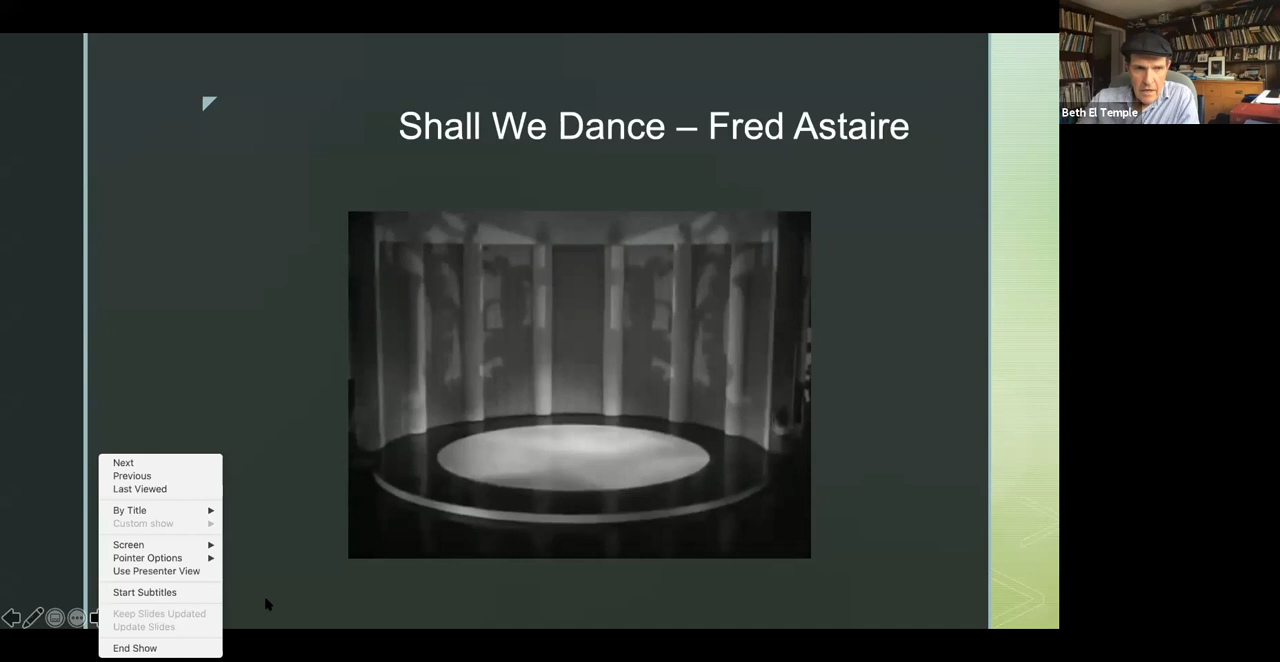 Shall We Dance – Fred Astaire
Beth El Temple
Next
Previous
Last Viewed
By Title
Custom show
Screen
Pointer Options
Use Presenter View
Start Subtitles
Keep Slides Updated
Update Slides
End Show